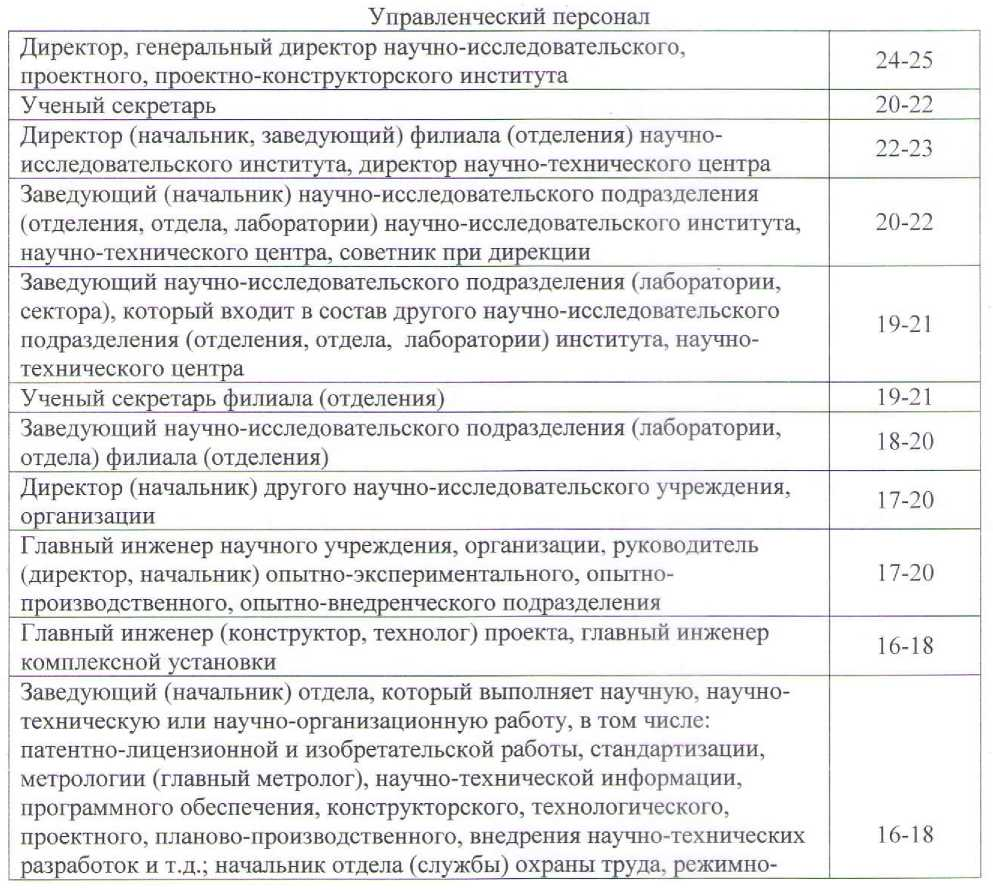 Управленческий персонал
Директор, генеральный директор научно-исследовательского,
проектного, проектно-конструкторского института
24-25
Ученый секретарь
20-22
Директор (начальник, заведующий) филиала (отделения) научно-
исследовательского института, директор научно-технического центра
22-23
Заведующий (начальник) научно-исследовательского подразделения
(отделения, отдела, лаборатории) научно-исследовательского института,
научно-технического центра, советник при дирекции
20-22
Заведующий научно-исследовательского подразделения (лаборатории,
сектора), который входит в состав другого научно-исследовательского
подразделения (отделения, отдела, лаборатории) института, научно-
технического центра
19-21
Ученый секретарь филиала (отделения)
19-21
Заведующий научно-исследовательского подразделения (лаборатории,
отдела) филиала (отделения)
18-20
Директор (начальник) другого научно-исследовательского учреждения,
организации
17-20
Главный инженер научного учреждения, организации, руководитель
(директор, начальник) опытно-экспериментального, опытно-
производственного, опытно-внедренческого подразделения
17-20
Главный инженер (конструктор, технолог) проекта, главный инженер
комплексной установки
16-18
Заведующий (начальник) отдела, который выполняет научную, научно-
техническую или научно-организационную работу, в том числе:
патентно-лицензионной и изобретательской работы, стандартизации,
метрологии (главный метролог), научно-технической информации,
программного обеспечения, конструкторского, технологического,
проектного, планово-производственного, внедрения научно-технических
разработок и т.д.; начальник отдела (службы) охраны труда, режимно-
16-18